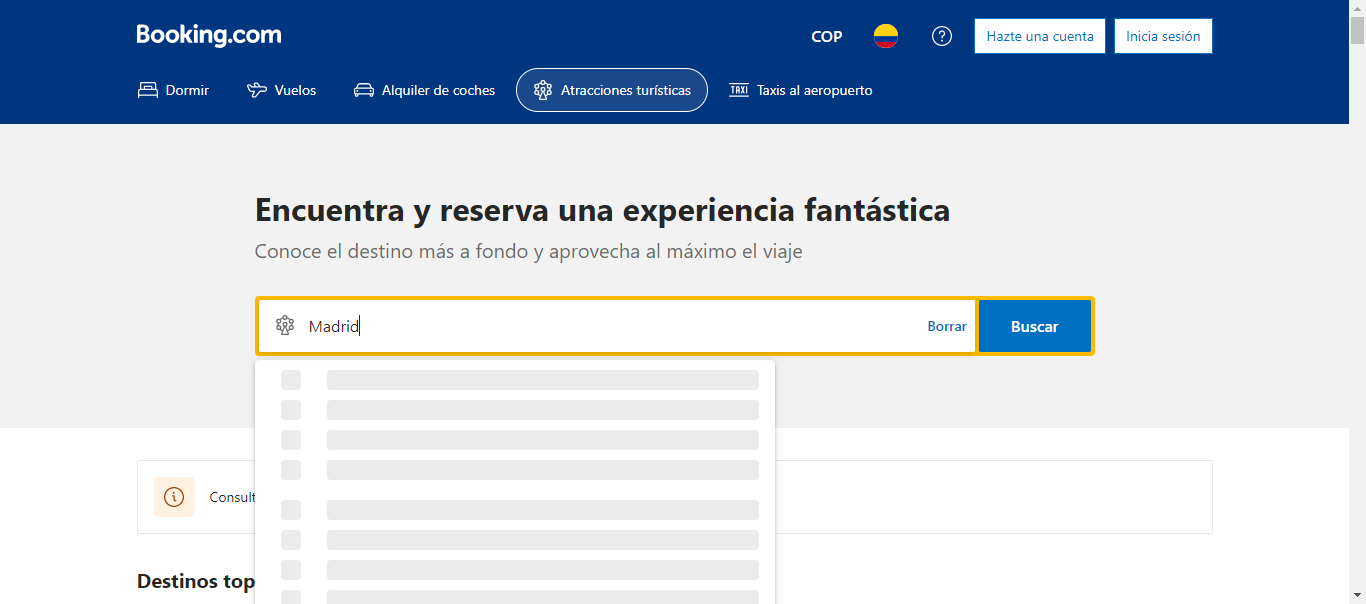 Booking.com
COP
Hazte una cuenta
Inicia sesión
Dormir
Vuelos
Alquiler de coches
Atracciones turísticas
TAXI
Taxis al aeropuerto
Encuentra y reserva una experiencia fantástica
Conoce el destino más a fondo y aprovecha al máximo el viaje
Madrid
Borrar
Buscar
Consult
Destinos top